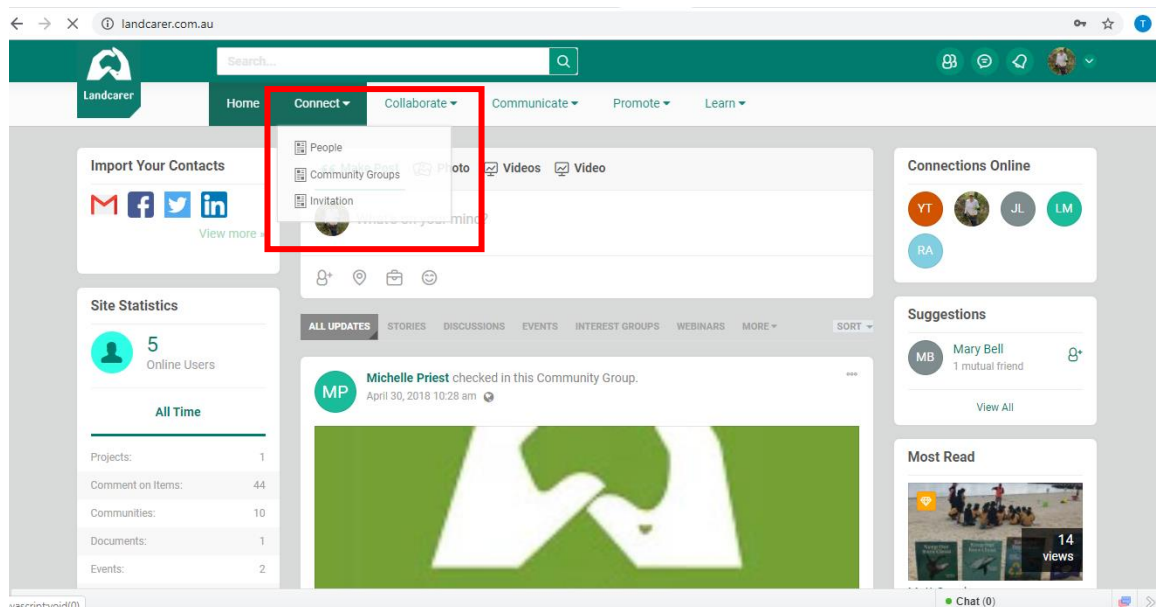 landcarer.com.au
T
Search...
Landcarer
Home Connect Collaborate Communicate Promote Learn
People
Community Groups
Invitation
Import Your Contacts
in
View more »
Make Post Photo Videos Video
What's on your mind?
Site Statistics
5
Online Users
All Time
Projects: 1
Comment on Items: 44
Communities: 10
Documents: 1
Events: 2
ALL UPDATES STORIES DISCUSSIONS EVENTS INTEREST GROUPS WEBINARS MORE SORT
MP
Michelle Priest checked in this Community Group.
April 30, 2018 10:28 am
Connections Online
YT JL LM
RA
Suggestions
MB
Mary Bell
1 mutual friend
View All
Most Read
14
views
Chat (0)